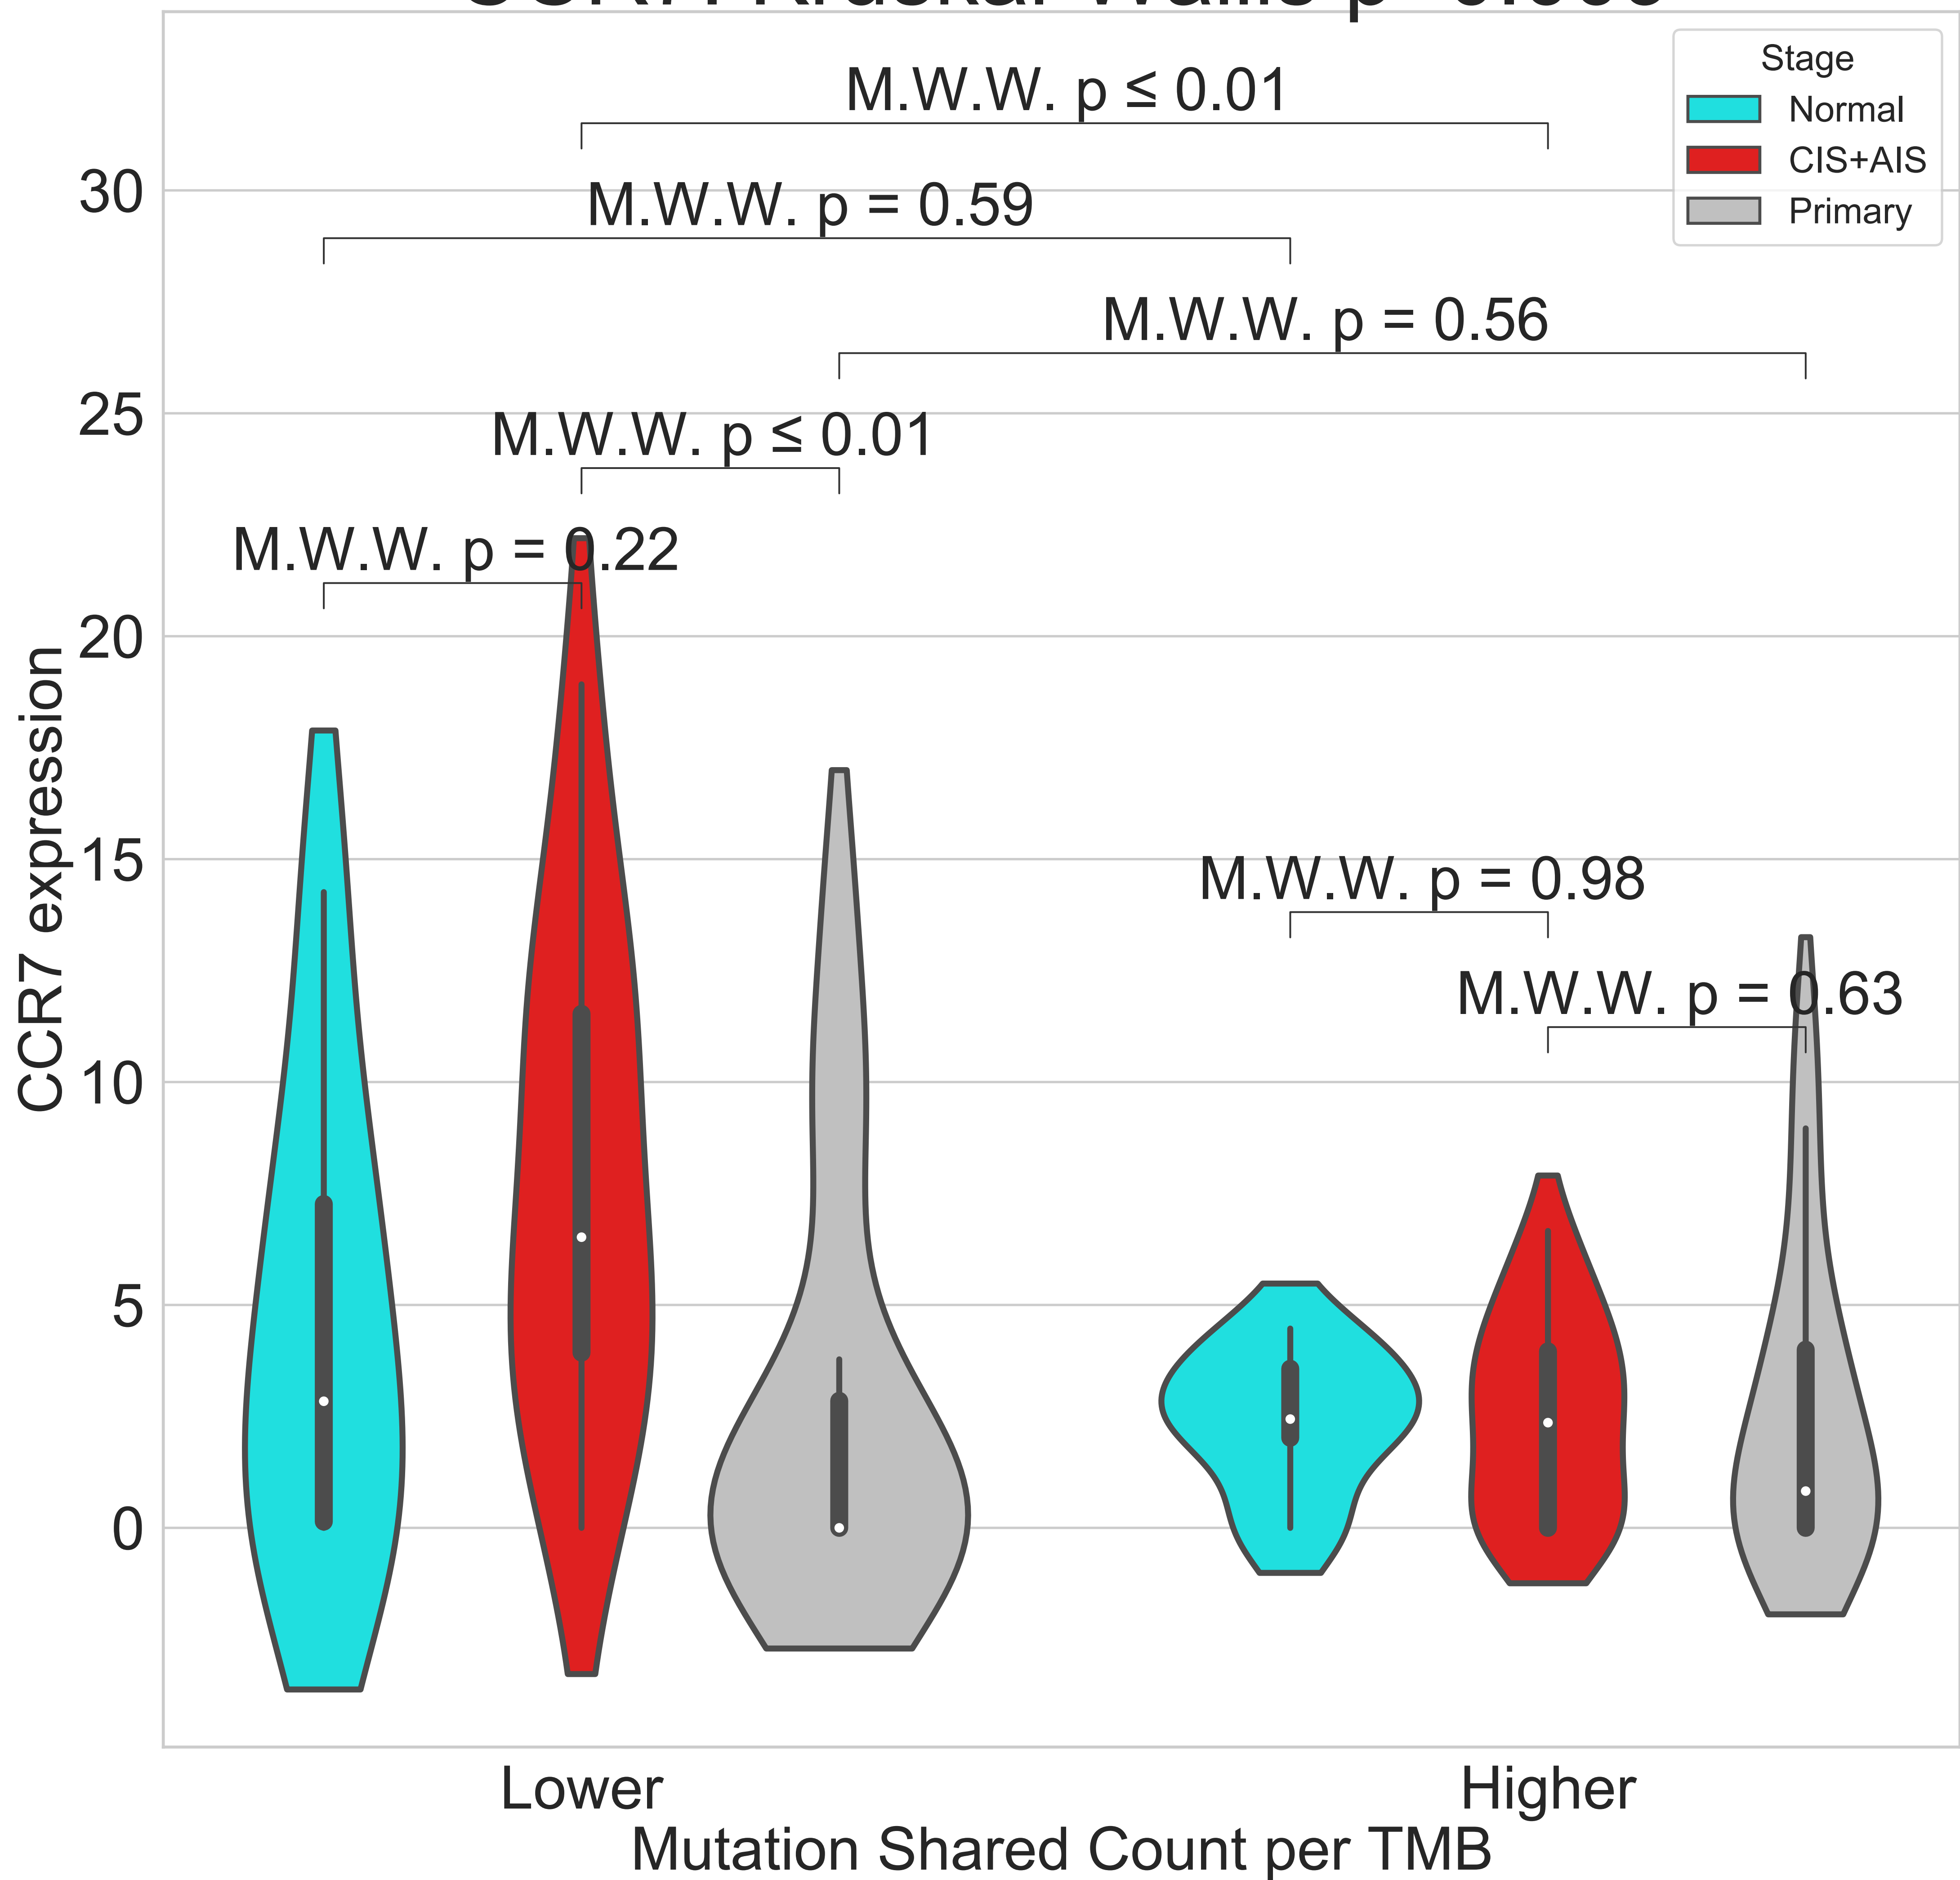 M.W.W. p ≤ 0.01
Stage
Normal
CIS+AIS
Primary
M.W.W. p = 0.59
M.W.W. p = 0.56
M.W.W. p ≤ 0.01
M.W.W. p = 0.22
M.W.W. p = 0.98
M.W.W. p = 0.63
30
25
20
15
10
5
0
CCR7 expression
Lower
Higher
Mutation Shared Count per TMB